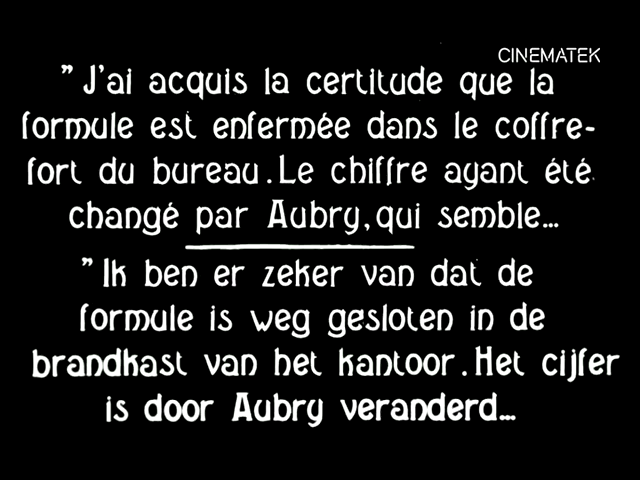 CINEMATEK
"J'ai acquis la certitude que la
formule est enfermée dans le coffre-
fort du bureau. Le chiffre ayant été
changé par Aubry, qui semble...
"Ik ben er zeker van dat de
formule is weg gesloten in de
brandkast van het kantoor. Het cijfer
is door Aubry veranderd...